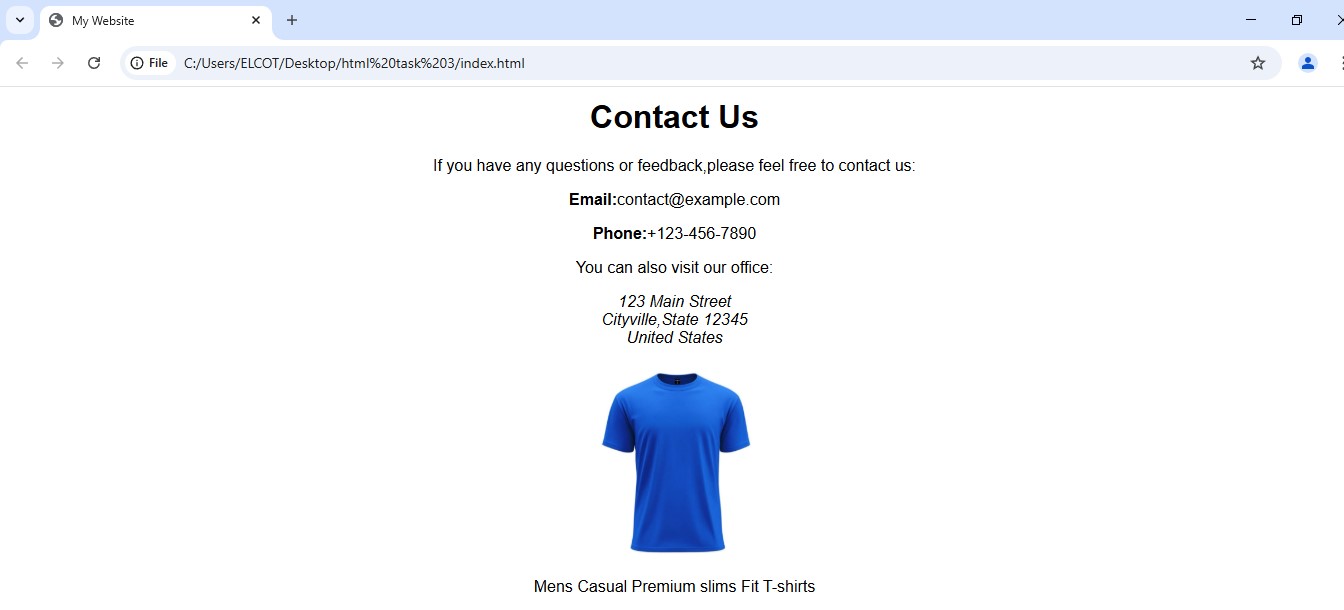 My Website
File
C:/Users/ELCOT/Desktop/html%20task%203/index.html
Contact Us
If you have any questions or feedback,please feel free to contact us:
Email:contact@example.com
Phone:+123-456-7890
You can also visit our office:
123 Main Street
Cityville,State 12345
United States
Mens Casual Premium slims Fit T-shirts